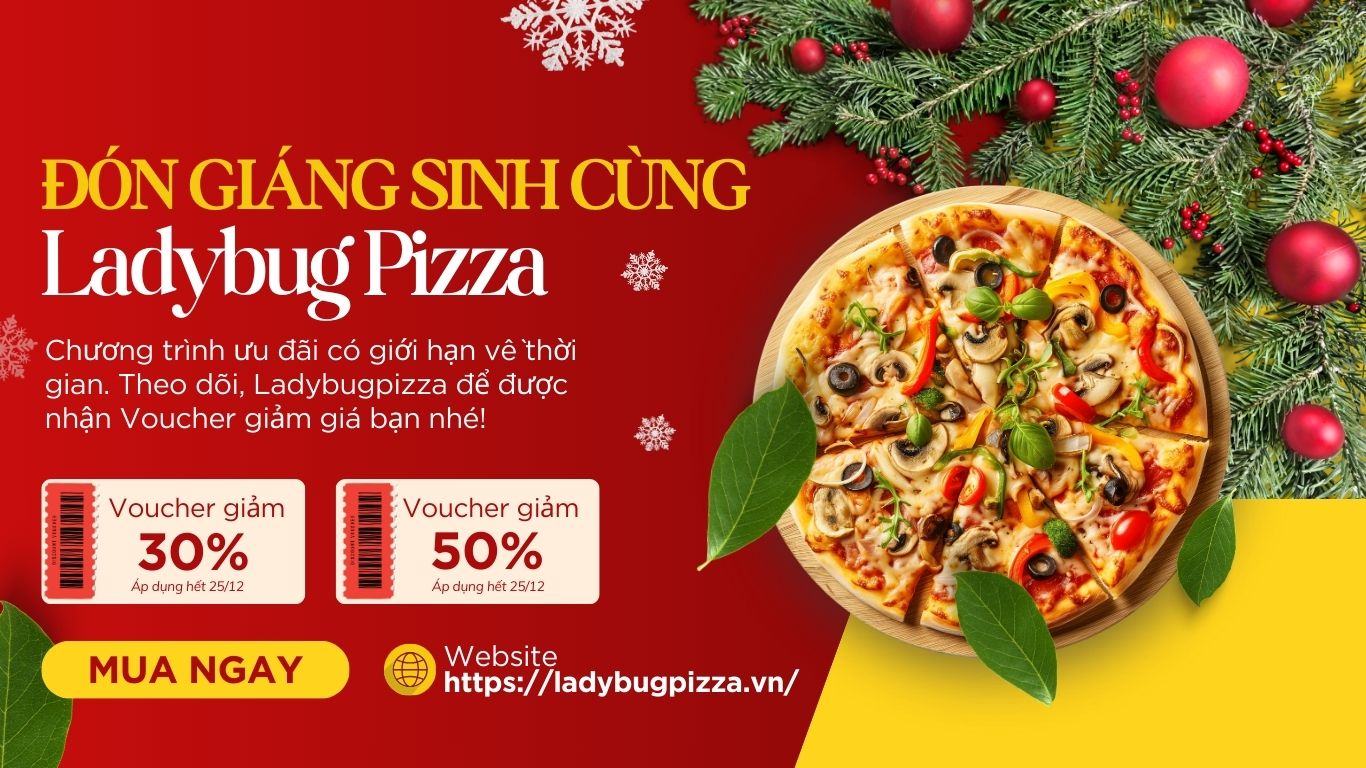 ĐÓN GIÁNG SINH CÙNG
Ladybug Pizza
Chương trình ưu đãi có giới hạn về thời
gian. Theo dõi, Ladybugpizza để được
nhận Voucher giảm giá bạn nhé!
Voucher giảm
30%
Áp dụng hết 25/12
Voucher giảm
50%
Áp dụng hết 25/12
MUA NGAY
Website
https://ladybugpizza.vn/